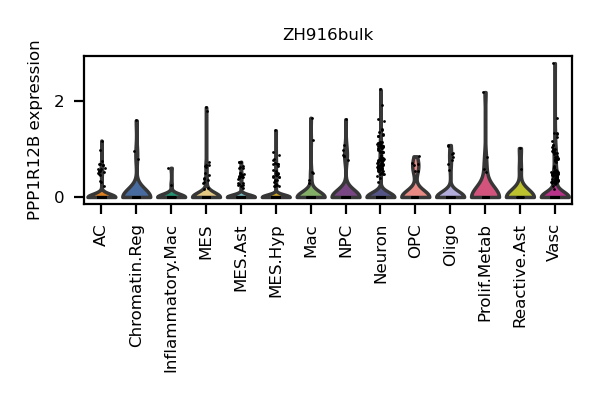 ZH916bulk
PPP1R12B expression
2
0
AC
Chromatin.Reg
Inflammatory.Mac
MES
MES.Ast
MES.Hyp
Mac
NPC
Neuron
OPC
Oligo
Prolif.Metab
Reactive.Ast
Vasc